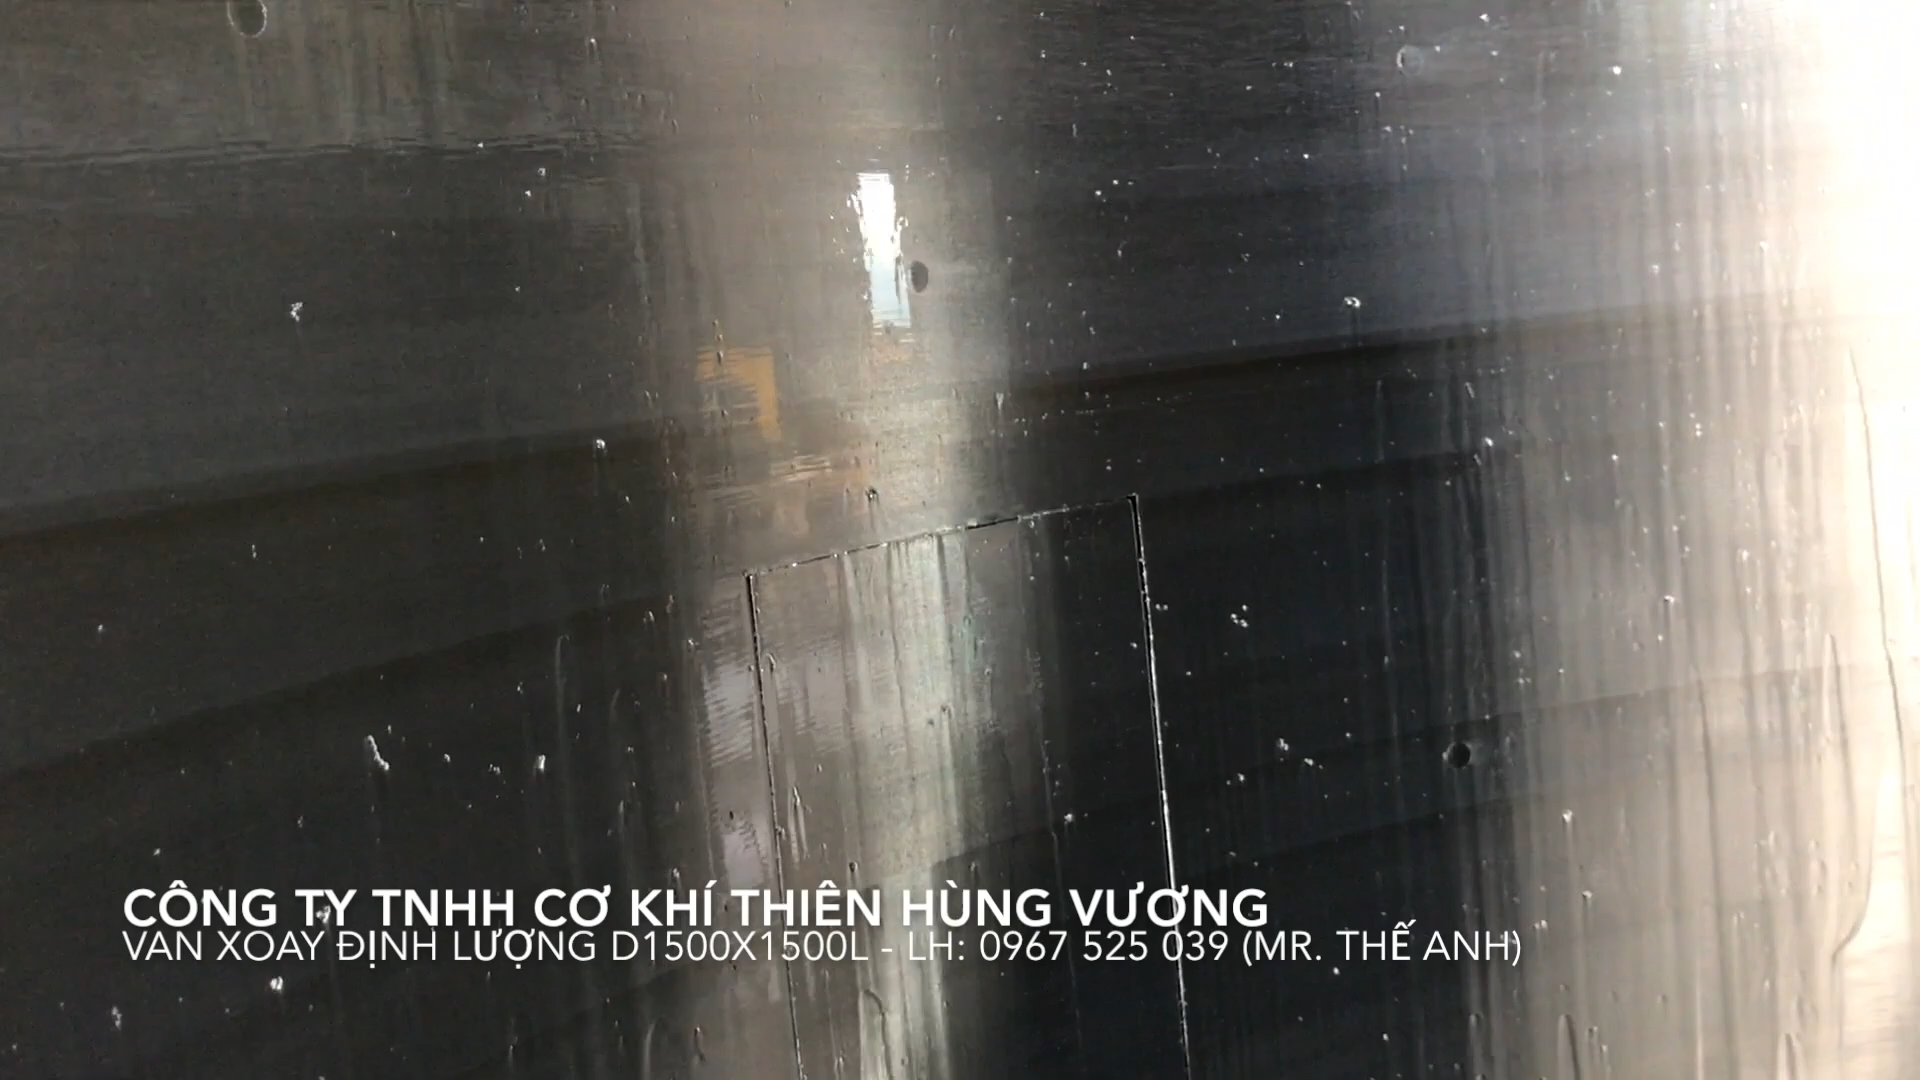 CÔNG TY TNHH CƠ KHÍ THIÊN HÙNG VƯƠNG
VAN XOAY ĐỊNH LƯỢNG D1500X1500L - LH: 0967 525 039 (MR. THẾ ANH)